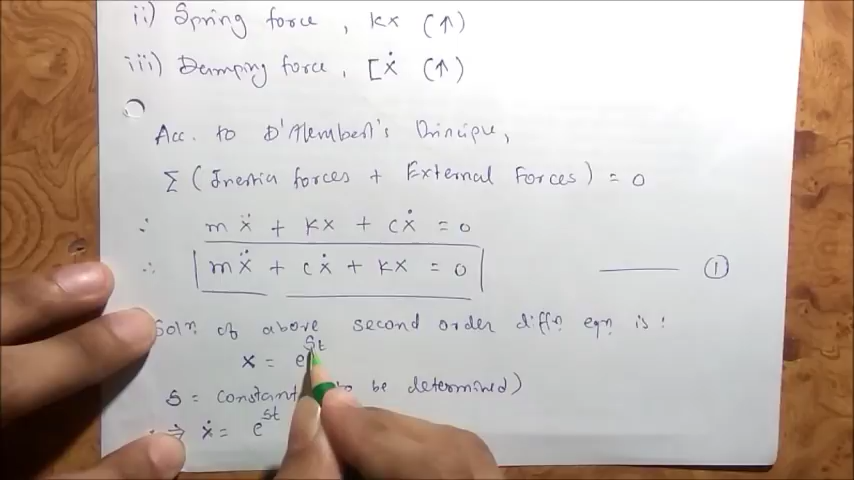 ii) Spring force, kx (↑)
iii) Damping force, [ẋ (↑)
Acc. to D'Alembert's Principle,
Σ (Inertia forces + External Forces) = 0
∴ mẍ + kx + cẋ = 0
∴ mẍ + cẋ + kx = 0 —— ①
Soln of above second order diffn eqn is :
x = e^st
S = constant to be determined)
⇒ ẋ = e^st